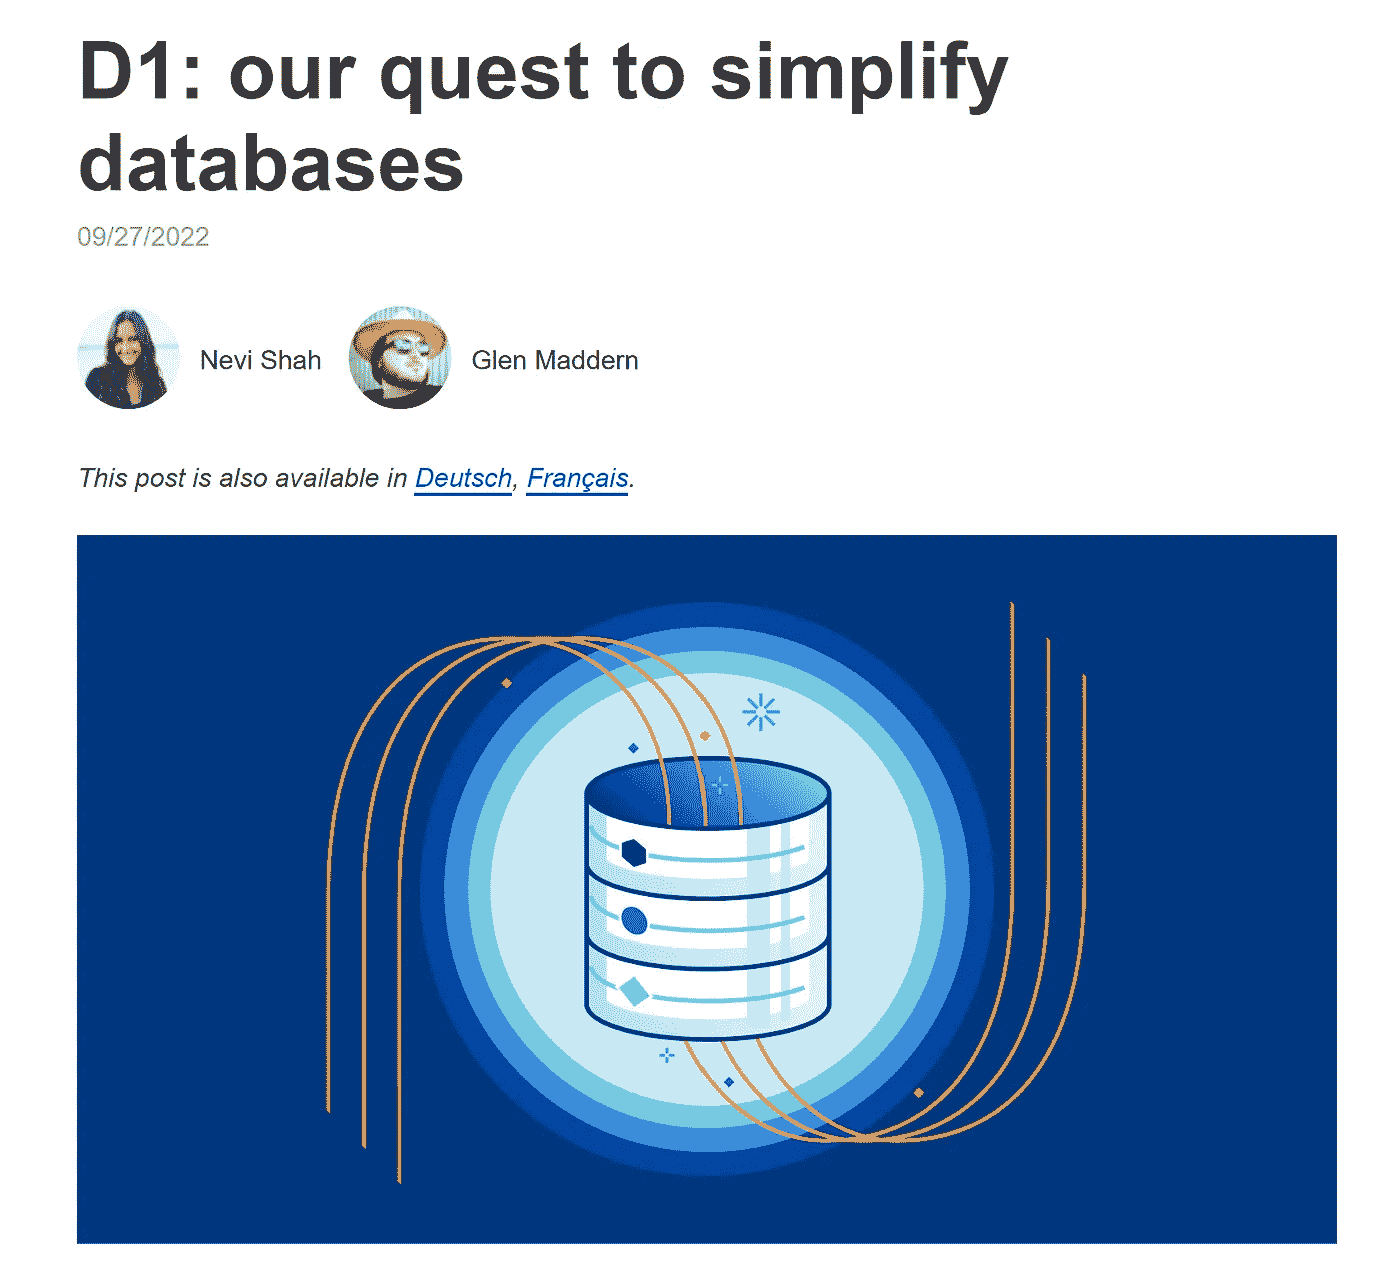 D1: our quest to simplify
databases
09/27/2022
Nevi Shah
Glen Maddern
This post is also available in Deutsch, Français.